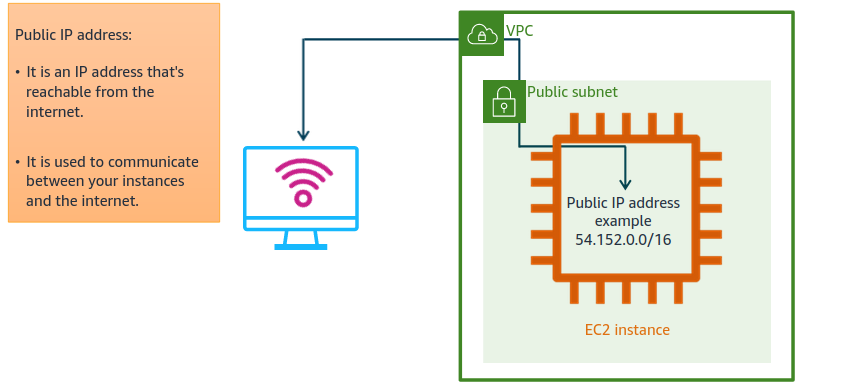 Public IP address:
• It is an IP address that's
reachable from the
internet.
• It is used to communicate
between your instances
and the internet.
VPC
Public subnet
Public IP address
example
54.152.0.0/16
EC2 instance